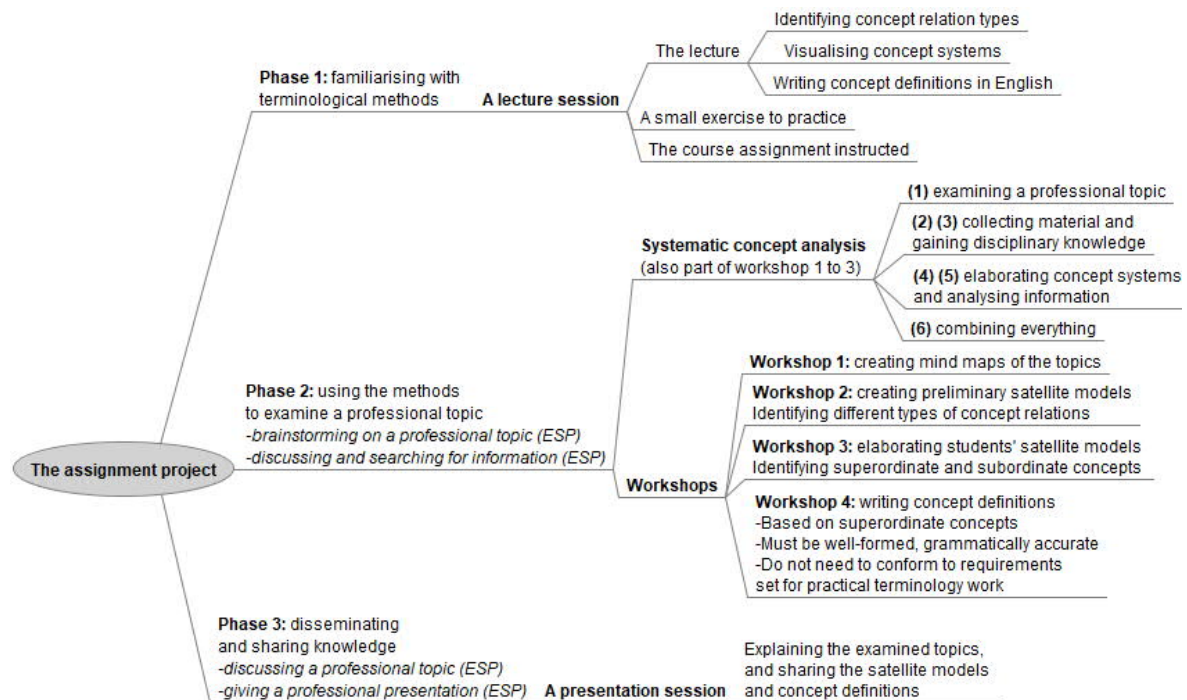 The assignment project
Phase 1: familiarising with
terminological methods
A lecture session
The lecture
Identifying concept relation types
Visualising concept systems
Writing concept definitions in English
A small exercise to practice
The course assignment instructed
Phase 2: using the methods
to examine a professional topic
-brainstorming on a professional topic (ESP)
-discussing and searching for information (ESP)
Systematic concept analysis
(also part of workshop 1 to 3)
(1) examining a professional topic
(2) (3) collecting material and
gaining disciplinary knowledge
(4) (5) elaborating concept systems
and analysing information
(6) combining everything
Workshops
Workshop 1: creating mind maps of the topics
Workshop 2: creating preliminary satellite models
Identifying different types of concept relations
Workshop 3: elaborating students' satellite models
Identifying superordinate and subordinate concepts
Workshop 4: writing concept definitions
-Based on superordinate concepts
-Must be well-formed, grammatically accurate
-Do not need to conform to requirements
set for practical terminology work
Phase 3: disseminating
and sharing knowledge
-discussing a professional topic (ESP)
-giving a professional presentation (ESP)
A presentation session
Explaining the examined topics,
and sharing the satellite models
and concept definitions